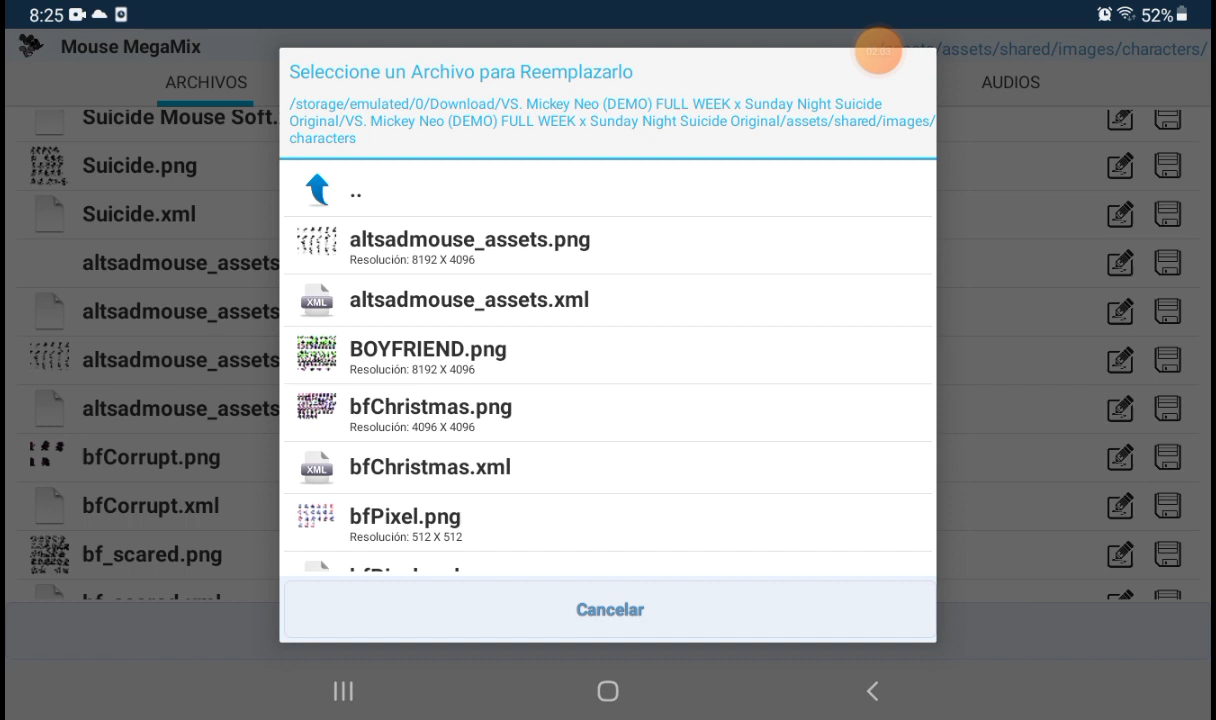 8:25
52%
Mouse MegaMix
/assets/shared/images/characters/
ARCHIVOS
AUDIOS
Suicide Mouse Soft.
Suicide.png
Suicide.xml
altsadmouse_assets
altsadmouse_assets
altsadmouse_assets
altsadmouse_assets
bfCorrupt.png
bfCorrupt.xml
bf_scared.png
Seleccione un Archivo para Reemplazarlo
/storage/emulated/0/Download/VS. Mickey Neo (DEMO) FULL WEEK x Sunday Night Suicide
Original/VS. Mickey Neo (DEMO) FULL WEEK x Sunday Night Suicide Original/assets/shared/images/
characters
..
altsadmouse_assets.png
Resolución: 8192 X 4096
XML
altsadmouse_assets.xml
BOYFRIEND.png
Resolución: 8192 X 4096
bfChristmas.png
Resolución: 4096 X 4096
XML
bfChristmas.xml
bfPixel.png
Resolución: 512 X 512
Cancelar